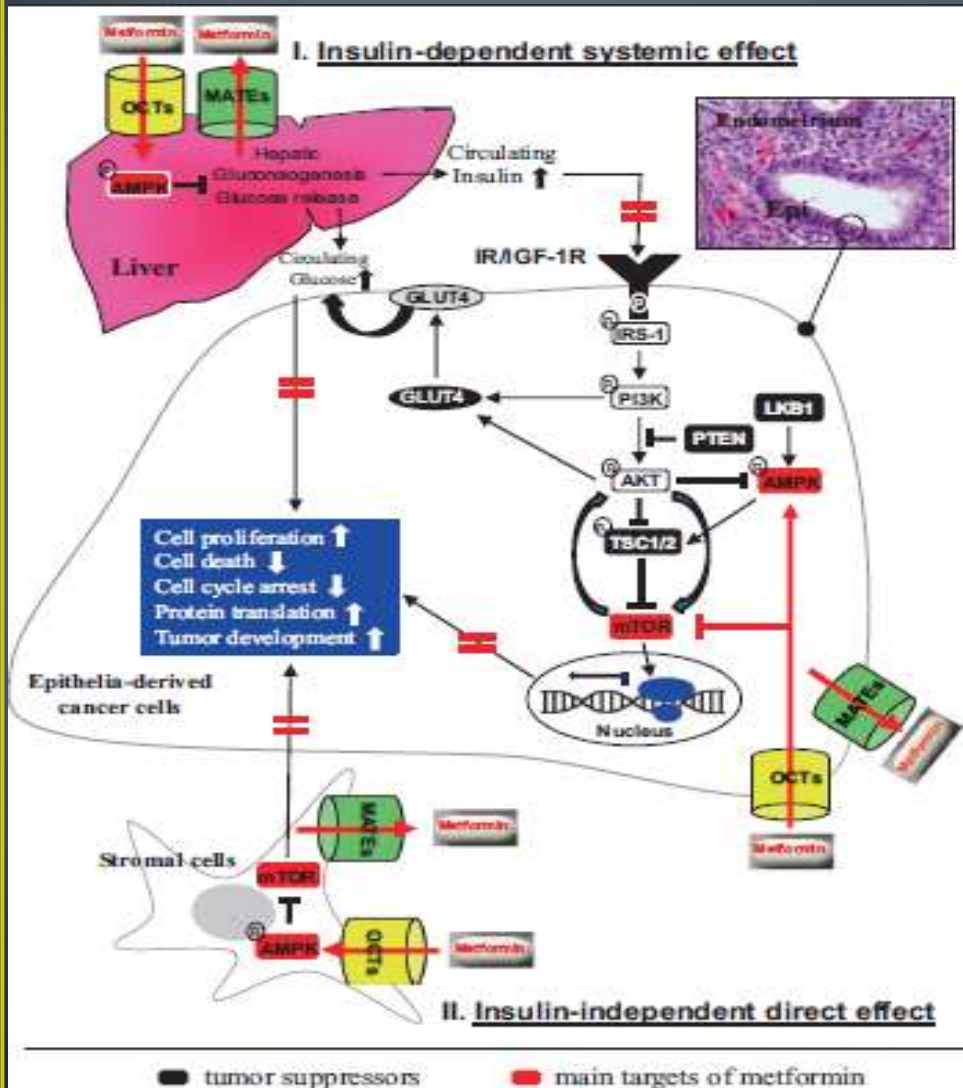 Metformin Metformin
I. Insulin-dependent systemic effect
OCTs MATEs
Endometrium
Epi
Hepatic
Gluconeogenesis
Glucose release
P
AMPK
Liver
Circulating
Insulin
Circulating
Glucose
IR/IGF-1R
P
GLUT4
P
IRS-1
P
PI3K
GLUT4
LKB1
PTEN
P
AKT
P
AMPK
P
TSC1/2
mTOR
Nucleus
Cell proliferation
Cell death
Cell cycle arrest
Protein translation
Tumor development
Epithelia-derived
cancer cells
MATEs
Metformin
OCTs
Metformin
MATEs
Metformin
Stromal cells
mTOR
P
AMPK
OCTs
Metformin
II. Insulin-independent direct effect
tumor suppressors main targets of metformin